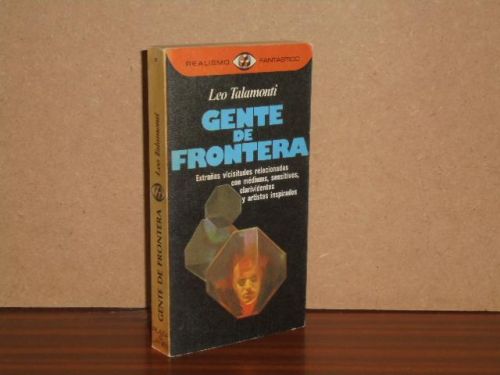 REALISMO FANTASTICO
Leo Talamonti
GENTE
DE
FRONTERA
Extrañas vicisitudes relacionadas
con médiums, sensitivos,
clarividentes
y artistas inspirados
GENTE DE FRONTERA Leo Talamonti